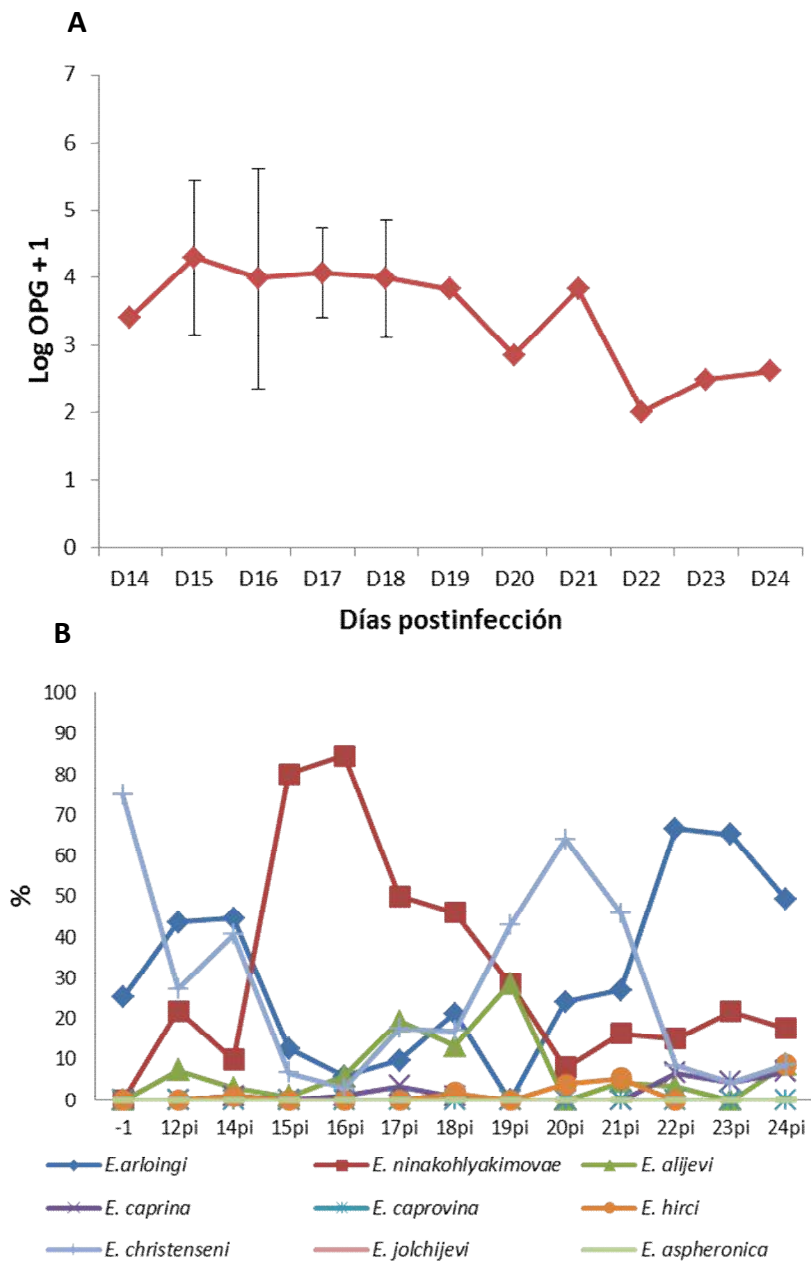 A
Log OPG + 1
7
6
5
4
3
2
1
0
D14 D15 D16 D17 D18 D19 D20 D21 D22 D23 D24
Días postinfección
B
%
100
90
80
70
60
50
40
30
20
10
0
-1 12pi 14pi 15pi 16pi 17pi 18pi 19pi 20pi 21pi 22pi 23pi 24pi
E.arloingi E. ninakohlyakimovae E. alijevi
E. caprina E. caprovina E. hirci
E. christenseni E. jolchijevi E. aspheronica